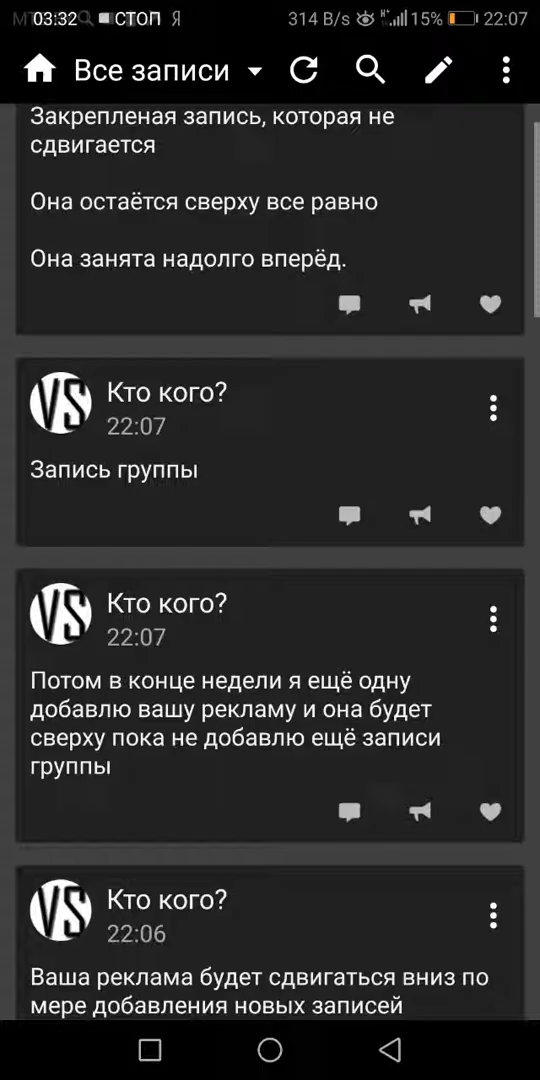 03:32 СТОП Я 314 B/s 15% 22:07
Все записи
Закрепленая запись, которая не
сдвигается
Она остаётся сверху все равно
Она занята надолго вперёд.
VS Кто кого?
22:07
Запись группы
VS Кто кого?
22:07
Потом в конце недели я ещё одну
добавлю вашу рекламу и она будет
сверху пока не добавлю ещё записи
группы
VS Кто кого?
22:06
Ваша реклама будет сдвигаться вниз по
мере добавления новых записей